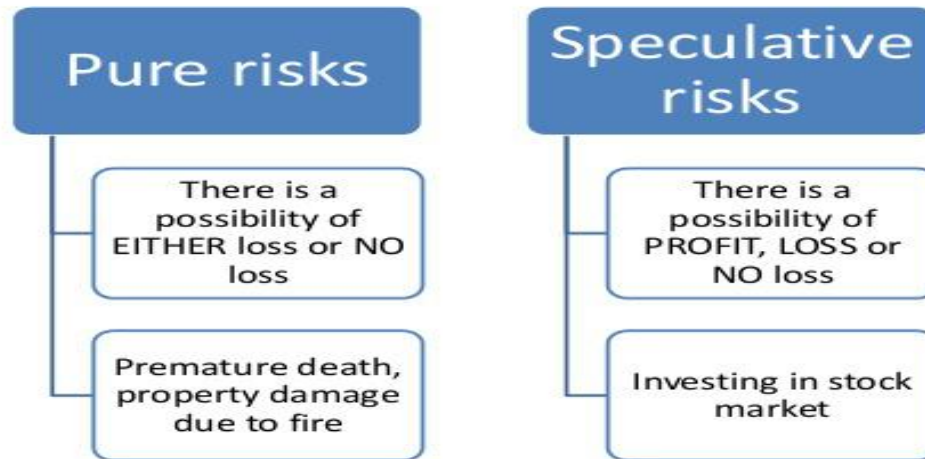 Pure risks
There is a
possibility of
EITHER loss or NO
loss
Premature death,
property damage
due to fire
Speculative
risks
There is a
possibility of
PROFIT, LOSS or
NO loss
Investing in stock
market